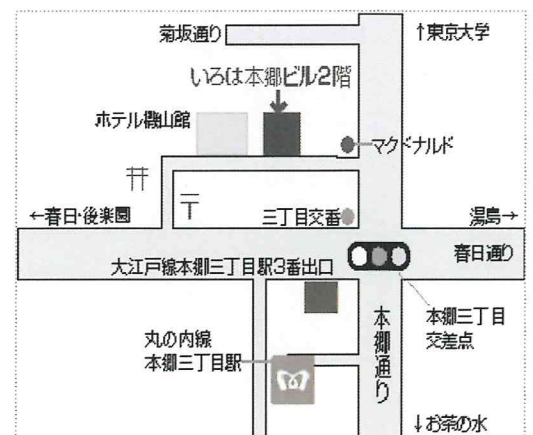 菊坂通り
↑東京大学
いろは本郷ビル2階
ホテル機山館
マクドナルド
〒
三丁目交番
←春日・後楽園
湯島→
春日通り
大江戸線本郷三丁目駅3番出口
本郷三丁目
交差点
本郷通り
丸の内線
本郷三丁目駅
↓お茶の水